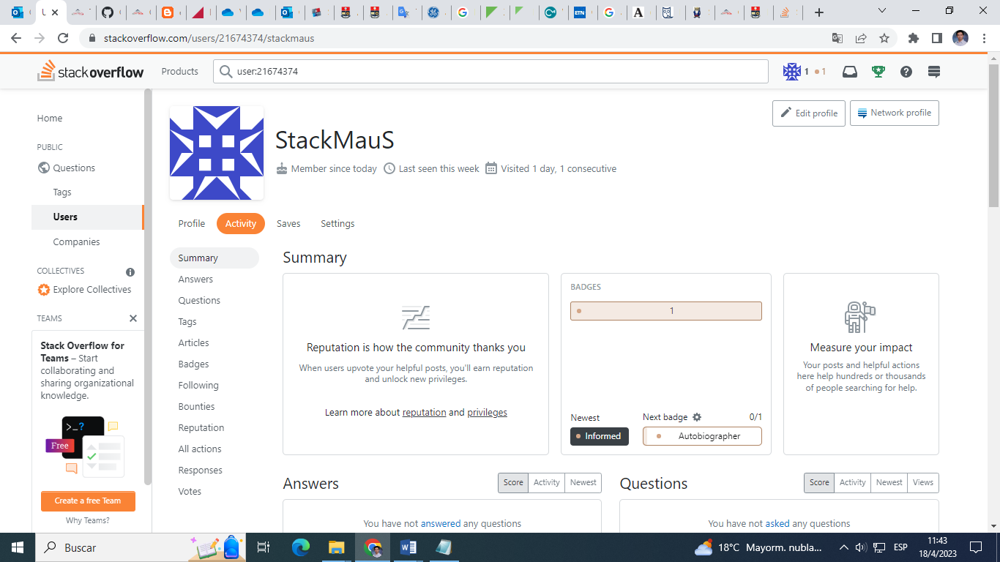 stackoverflow.com/users/21674374/stackmaus
stackoverflow
Products
user:21674374
1
1
Home
PUBLIC
Questions
Tags
Users
Companies
COLLECTIVES
Explore Collectives
TEAMS
Stack Overflow for
Teams – Start
collaborating and
sharing organizational
knowledge.
>_?
Free
Create a free Team
Why Teams?
Edit profile
Network profile
StackMauS
Member since today
Last seen this week
Visited 1 day, 1 consecutive
Profile
Activity
Saves
Settings
Summary
Answers
Questions
Tags
Articles
Badges
Following
Bounties
Reputation
All actions
Responses
Votes
Summary
Reputation is how the community thanks you
When users upvote your helpful posts, you'll earn reputation
and unlock new privileges.
Learn more about reputation and privileges
BADGES
1
Newest
Informed
Next badge
0/1
Autobiographer
Measure your impact
Your posts and helpful actions
here help hundreds or thousands
of people searching for help.
Answers
Score
Activity
Newest
You have not answered any questions
Questions
Score
Activity
Newest
Views
You have not asked any questions
Buscar
18°C Mayorm. nubla...
ESP
11:43
18/4/2023